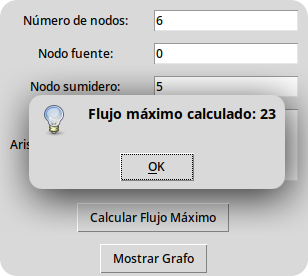 Número de nodos: 6
Nodo fuente: 0
Nodo sumidero: 5
Flujo máximo calculado: 23
OK
Calcular Flujo Máximo
Mostrar Grafo